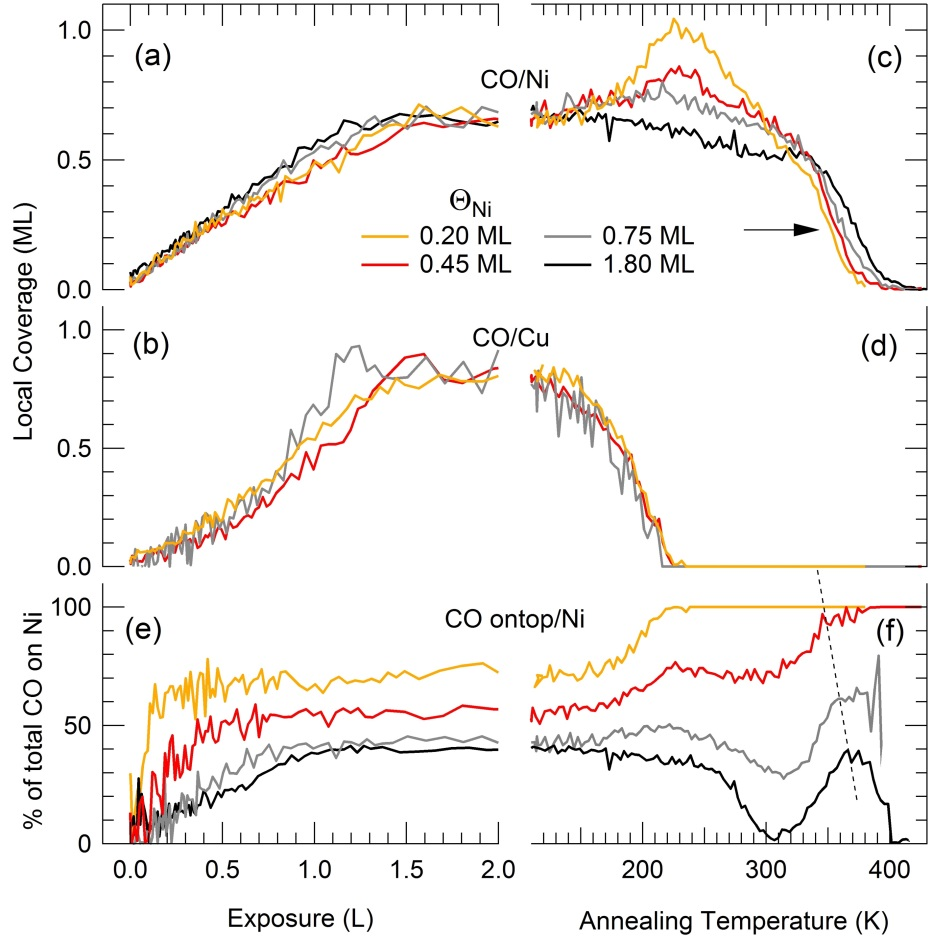 (a)
(c)
CO/Ni
1.0
0.5
0.0
ΘNi
0.20 ML
0.75 ML
0.45 ML
1.80 ML
Local Coverage (ML)
(b)
CO/Cu
(d)
1.0
0.5
0.0
(e)
CO ontop/Ni
(f)
100
50
0
% of total CO on Ni
0.0 0.5 1.0 1.5 2.0
200 300 400
Exposure (L)
Annealing Temperature (K)